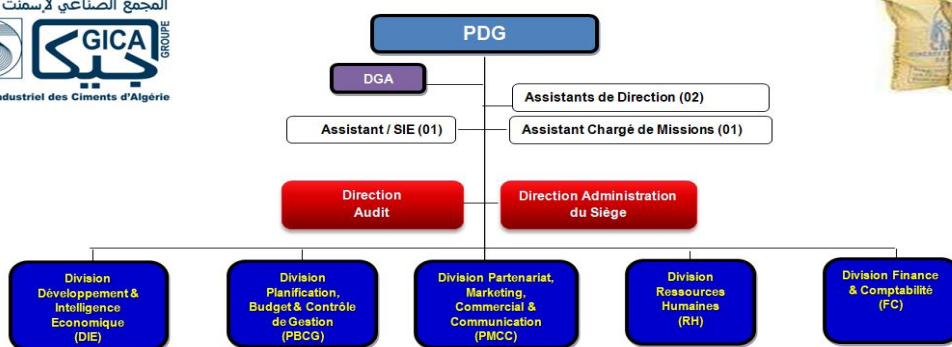 المجمع الصناعي لإسمنت
GICA
GROUPE
جيكا
ndustriel des Ciments d'Algérie
PDG
DGA
Assistants de Direction (02)
Assistant / SIE (01)
Assistant Chargé de Missions (01)
Direction
Audit
Direction Administration
du Siège
Division
Développement &
Intelligence
Economique
(DIE)
Division
Planification,
Budget & Contrôle
de Gestion
(PBCG)
Division Partenariat,
Marketing,
Commercial &
Communication
(PMCC)
Division
Ressources
Humaines
(RH)
Division Finance
& Comptabilité
(FC)